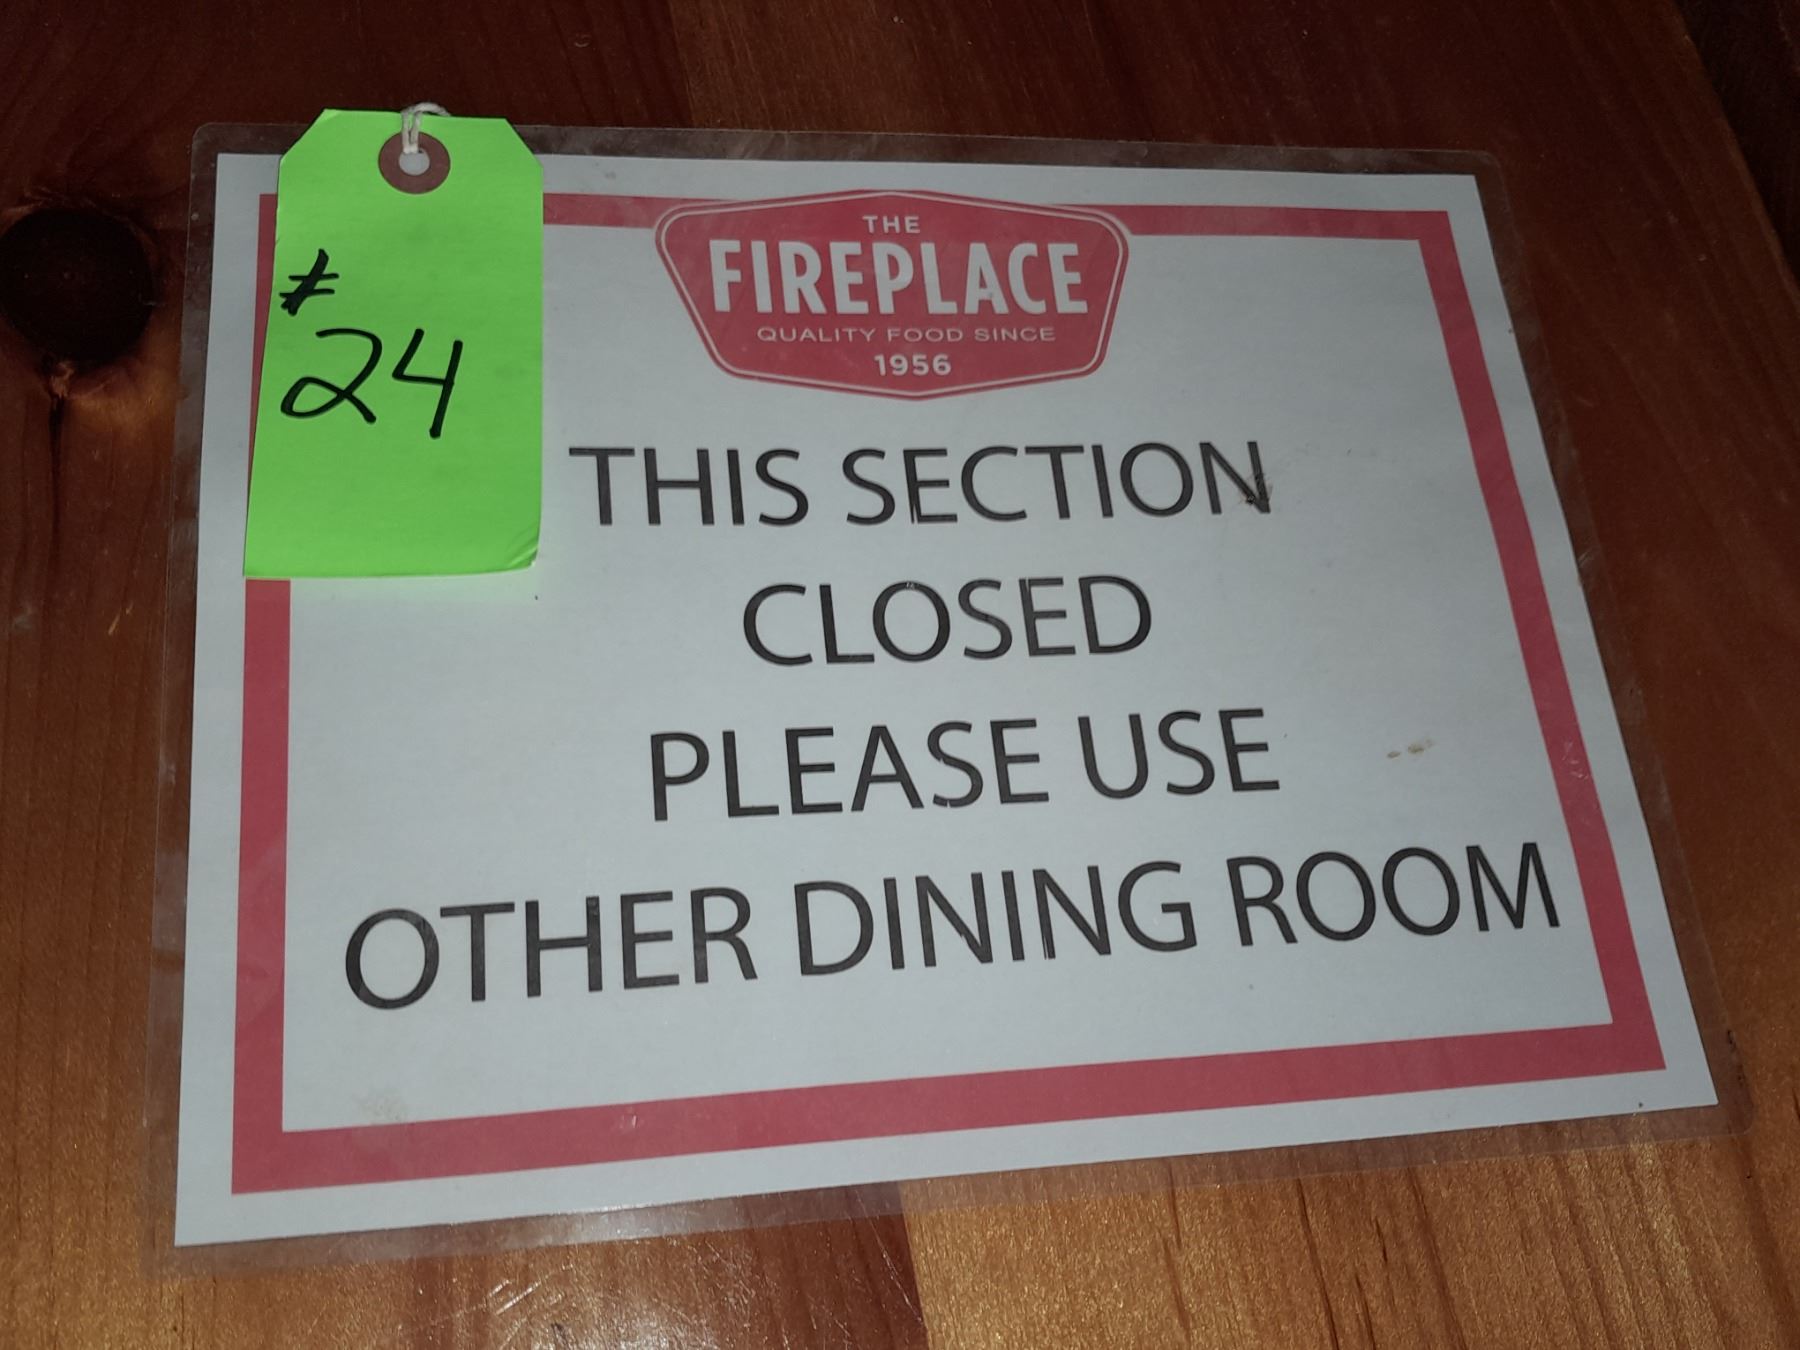 # 24
THE
FIREPLACE
QUALITY FOOD SINCE
1956
THIS SECTION
CLOSED
PLEASE USE
OTHER DINING ROOM